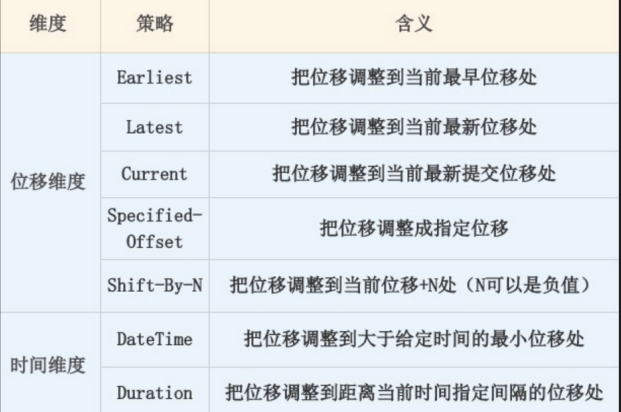 维度 策略 含义
Earliest 把位移调整到当前最早位移处
Latest 把位移调整到当前最新位移处
位移维度 Current 把位移调整到当前最新提交位移处
Specified-
Offset 把位移调整成指定位移
Shift-By-N 把位移调整到当前位移+N处（N可以是负值）
DateTime 把位移调整到大于给定时间的最小位移处
时间维度
Duration 把位移调整到距离当前时间指定间隔的位移处